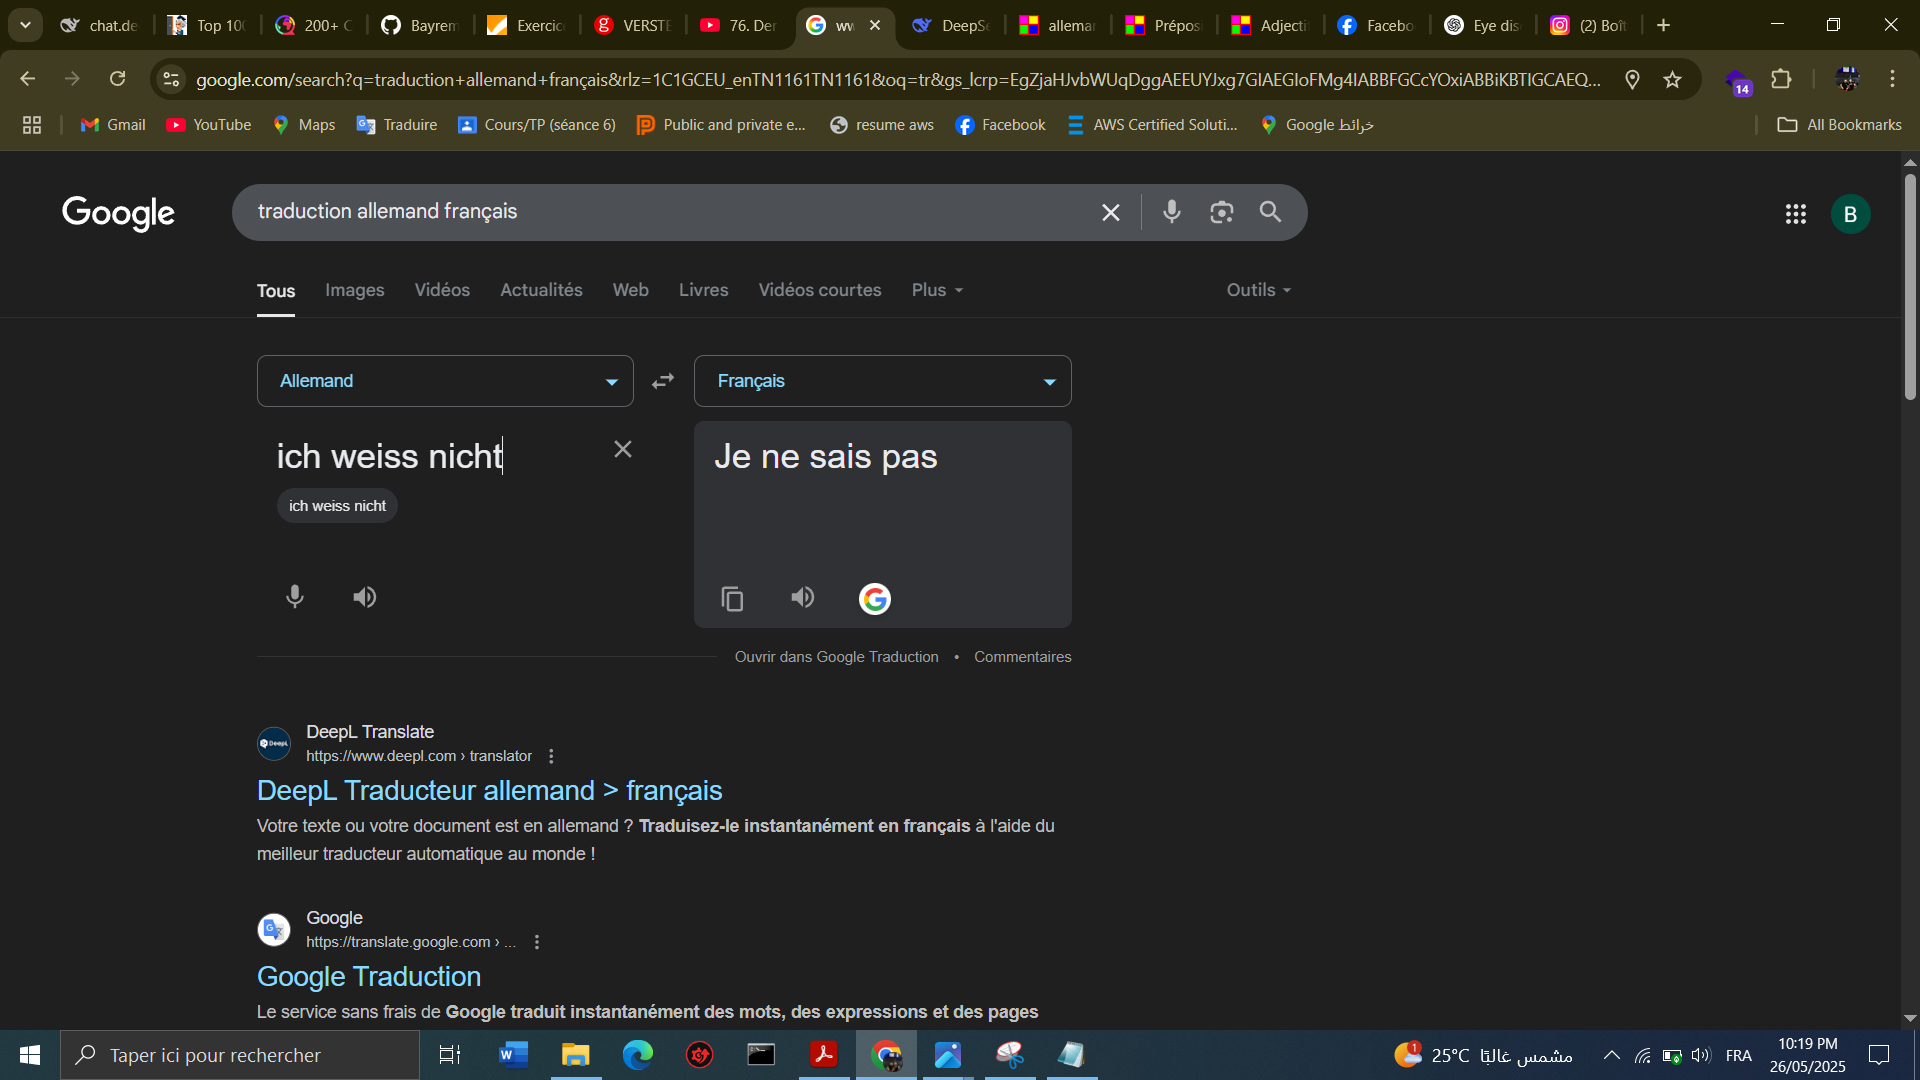 chat.de
Top 10
200+ C
Bayrem
Exercic
VERSTE
76. Der
ww
DeepSe
alleman
Prépos
Adjecti
Facebo
Eye dis
(2) Boît
google.com/search?q=traduction+allemand+français&rlz=1C1GCEU_enTN1161TN1161&oq=tr&gs_lcrp=EgZjaHJvbWUqDggAEEUYJxg7GIAEGIoFMg4IABBFGCcYOxiABBiKBTIGCAEQ...
14
Gmail
YouTube
Maps
Traduire
Cours/TP (séance 6)
Public and private e...
resume aws
Facebook
AWS Certified Soluti...
خرائط Google
All Bookmarks
Google
traduction allemand français
B
Tous
Images
Vidéos
Actualités
Web
Livres
Vidéos courtes
Plus
Outils
Allemand
Français
ich weiss nicht
Je ne sais pas
ich weiss nicht
Ouvrir dans Google Traduction • Commentaires
DeepL
DeepL Translate
https://www.deepl.com › translator
DeepL Traducteur allemand > français
Votre texte ou votre document est en allemand ? Traduisez-le instantanément en français à l'aide du
meilleur traducteur automatique au monde !
Google
https://translate.google.com › ...
Google Traduction
Le service sans frais de Google traduit instantanément des mots, des expressions et des pages
Taper ici pour rechercher
1
25°C مشمس غالبًا
FRA
10:19 PM
26/05/2025